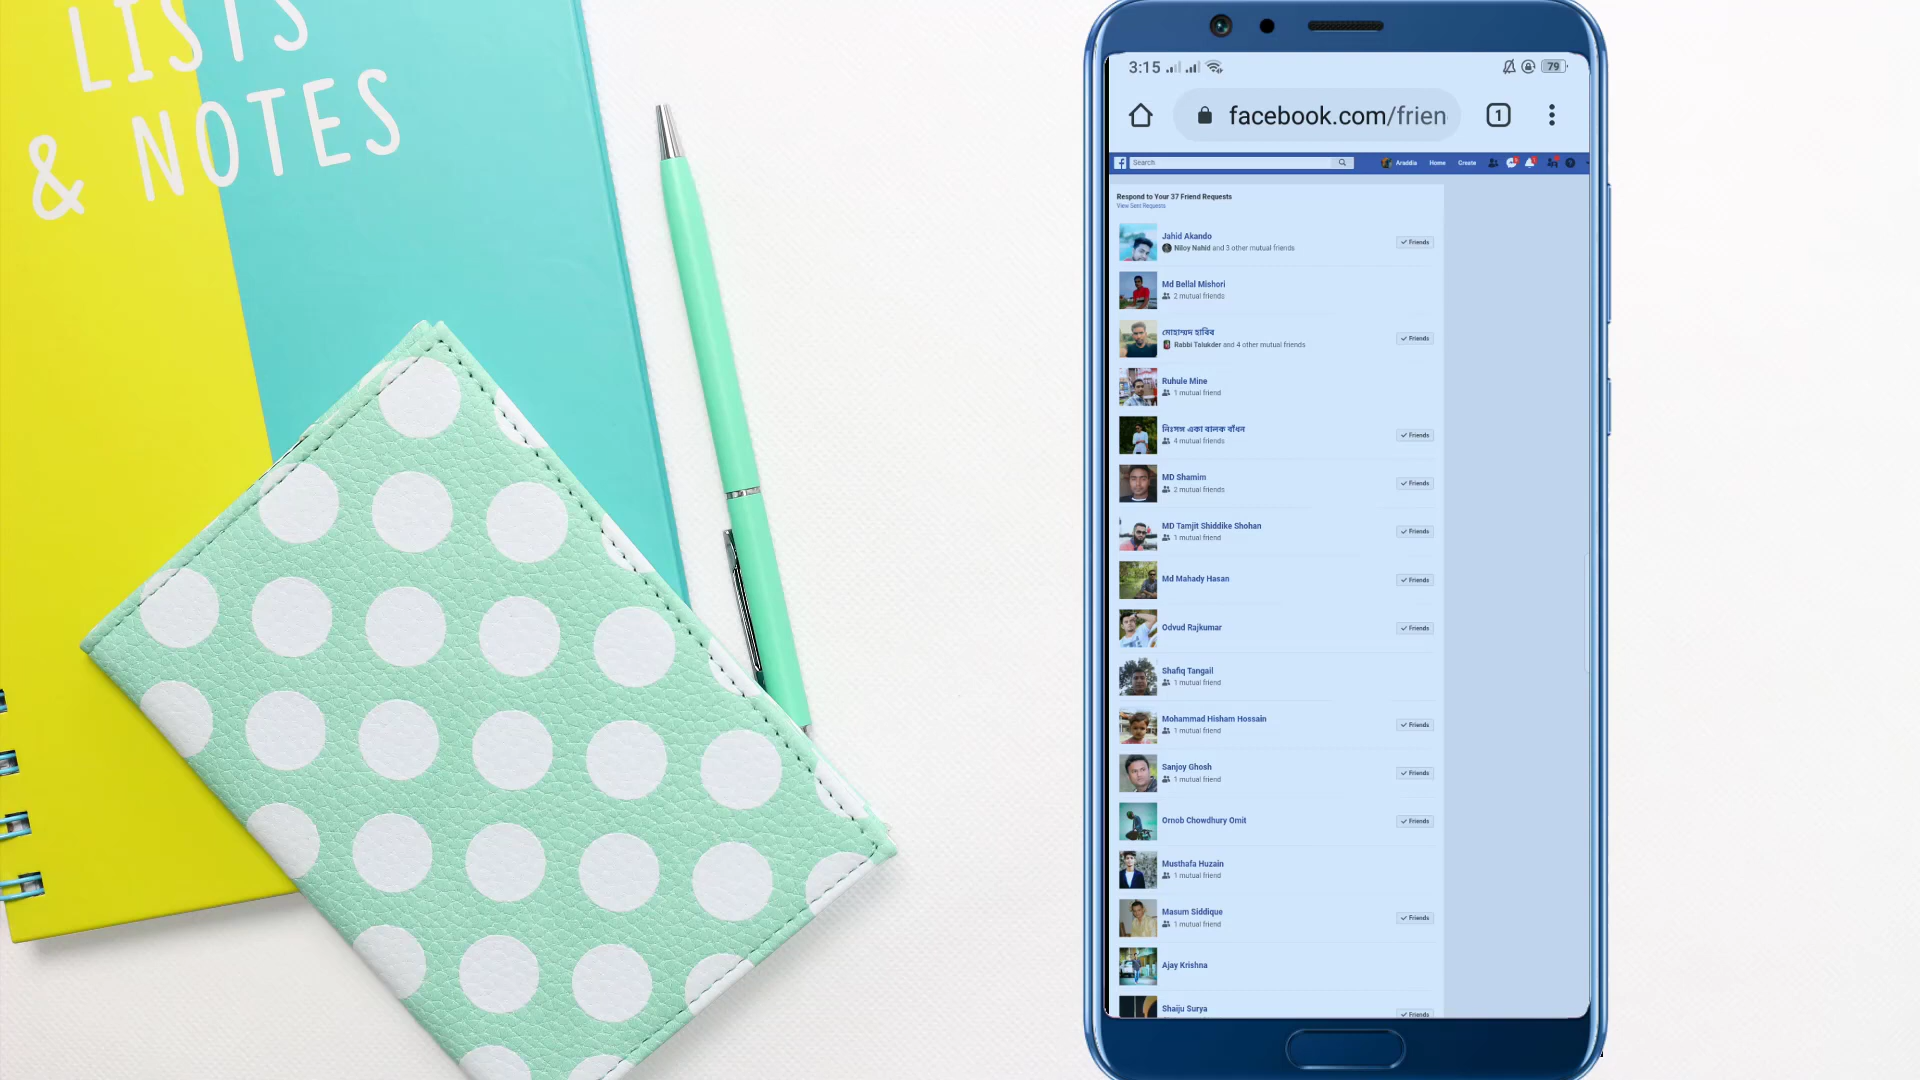 LISTS
& NOTES
3:15
79
facebook.com/frien
1
Search
Araddia
Home
Create
Respond to Your 37 Friend Requests
View Sent Requests
Jahid Akando
Niloy Nahid and 3 other mutual friends
Friends
Md Bellal Mishori
2 mutual friends
মোহাম্মদ হাবিব
Rabbi Talukder and 4 other mutual friends
Friends
Ruhule Mine
1 mutual friend
নিঃসঙ্গ একা বালক বাঁধন
4 mutual friends
Friends
MD Shamim
2 mutual friends
Friends
MD Tamjit Shiddike Shohan
1 mutual friend
Friends
Md Mahady Hasan
Friends
Odvud Rajkumar
Friends
Shafiq Tangail
1 mutual friend
Mohammad Hisham Hossain
1 mutual friend
Friends
Sanjoy Ghosh
1 mutual friend
Friends
Ornob Chowdhury Omit
Friends
Musthafa Huzain
1 mutual friend
Masum Siddique
1 mutual friend
Friends
Ajay Krishna
Shaiju Surya
Friends